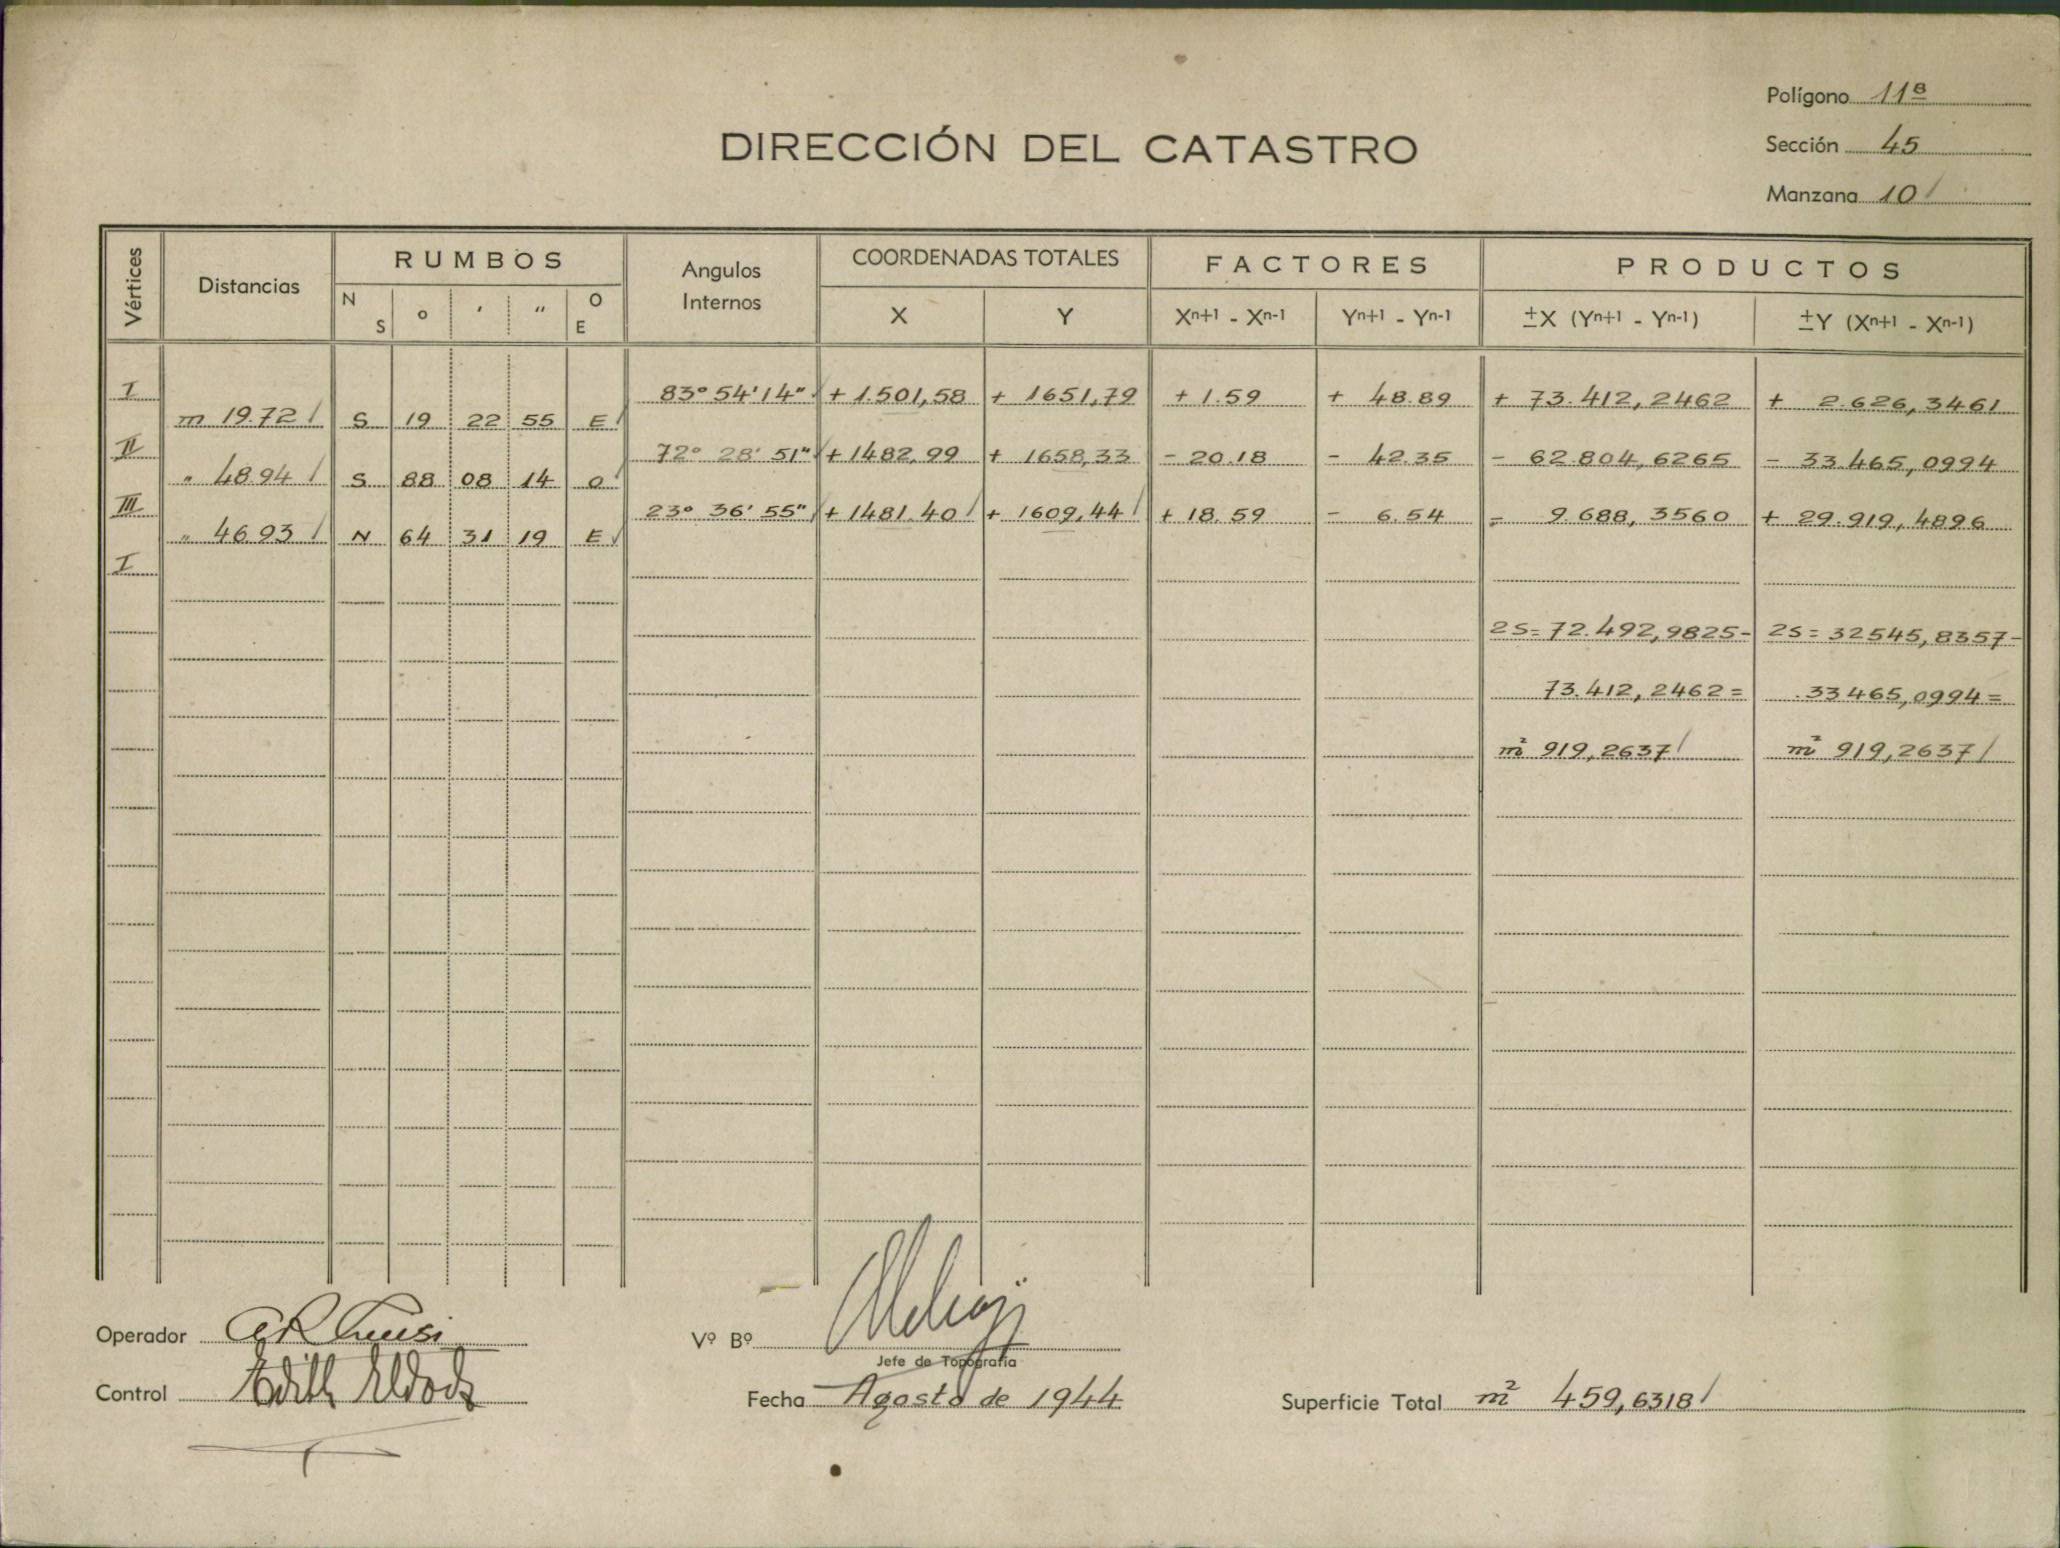 Polígono 11ª
DIRECCIÓN DEL CATASTRO
Sección 45
Manzana 10
Vértices Distancias RUMBOS Angulos Internos COORDENADAS TOTALES FACTORES PRODUCTOS
N S ° ' " O E X Y Xn+1 - Xn-1 Yn+1 - Yn-1 ±X (Yn+1 - Yn-1) ±Y (Xn+1 - Xn-1)
I 83° 54' 14" + 1.501,58 + 1651,79 + 1.59 + 48.89 + 73.412,2462 + 2.626,3461
m 19.72 S 19 22 55 E
II 72° 28' 51" + 1482,99 + 1658,33 - 20.18 - 42.35 - 62804,6265 - 33.465,0994
" 48.94 S 88 08 14 O
III 23° 36' 55" + 1481.40 + 1609,44 + 18.59 - 6.54 - 9.688,3560 + 29.919,4896
" 46.93 N 64 31 19 E
I
2S= 72.492,9825- 2S= 32545,8357-
73.412,2462= 33465,0994=
m² 919,2637 m² 919,2637
Operador
Vº Bº
Jefe de Topografía
Control Edith
Fecha Agosto de 1944
Superficie Total m² 459,6318